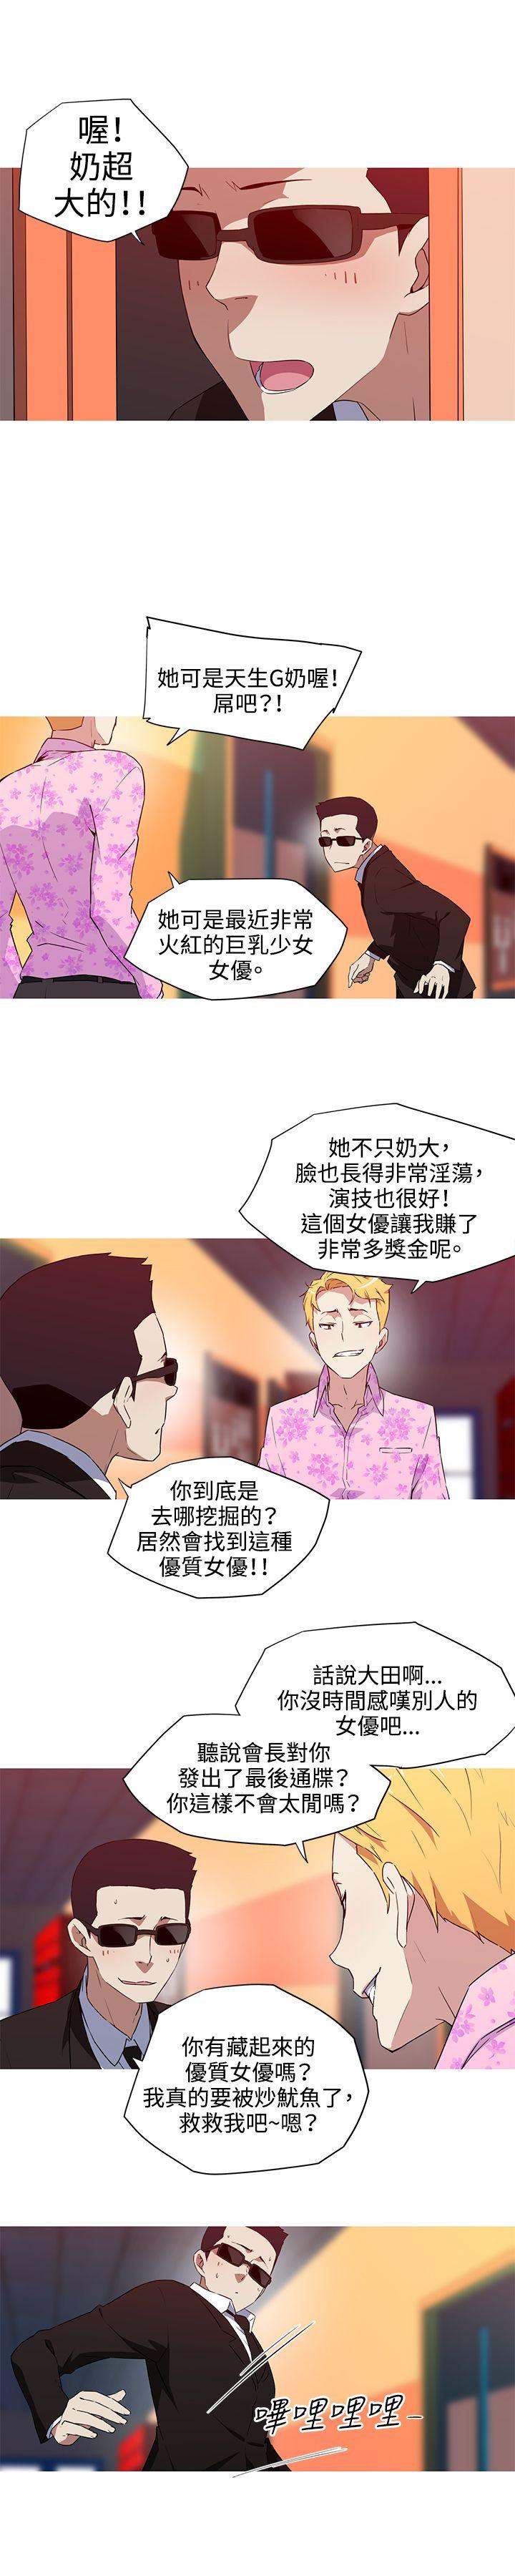 喔!
奶超
大的!!
她可是天生G奶喔!
屌吧?!
她可是最近非常
火紅的巨乳少女
女優。
她不只奶大,
臉也長得非常淫蕩,
演技也很好!
這個女優讓我賺了
非常多獎金呢。
你到底是
去哪挖掘的?
居然會找到這種
優質女優!!
話說大田啊...
你沒時間感嘆別人的
女優吧...
聽說會長對你
發出了最後通牒?
你這樣不會太閒嗎?
你有藏起來的
優質女優嗎?
我真的要被炒魷魚了,
救救我吧~嗯?
嗶哩哩哩–